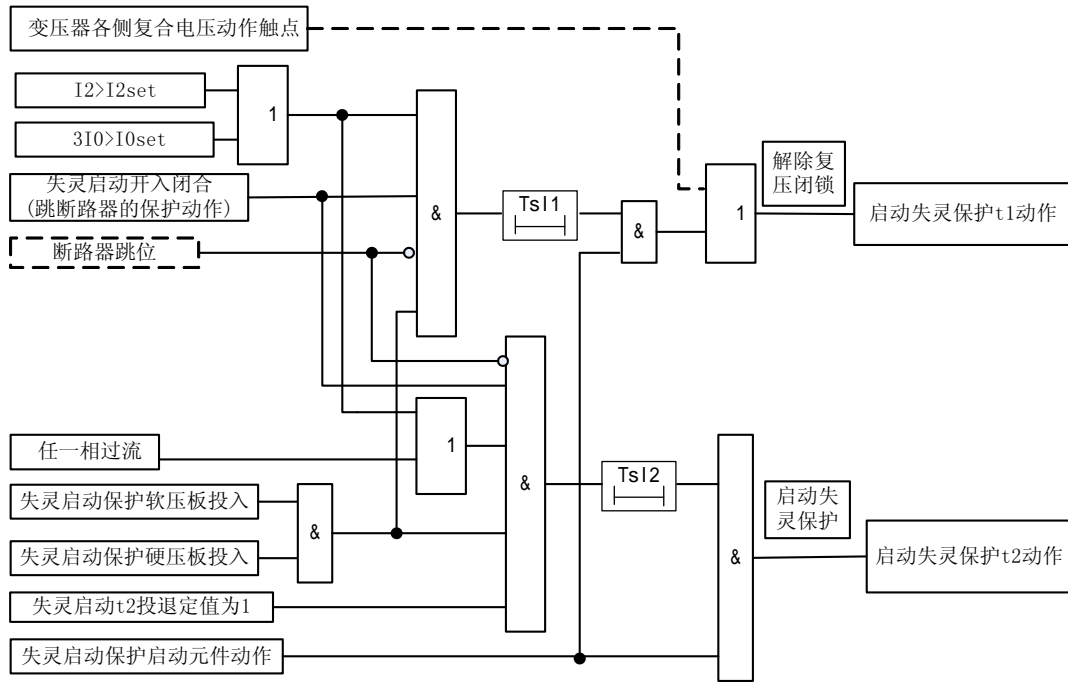 变压器各侧复合电压动作触点
I2>I2set
1
3I0>I0set
失灵启动开入闭合
(跳断路器的保护动作)
断路器跳位
&
Tsl1
&
1
解除复
压闭锁
启动失灵保护t1动作
任一相过流
1
失灵启动保护软压板投入
&
失灵启动保护硬压板投入
失灵启动t2投退定值为1
失灵启动保护启动元件动作
&
Tsl2
&
启动失
灵保护
启动失灵保护t2动作